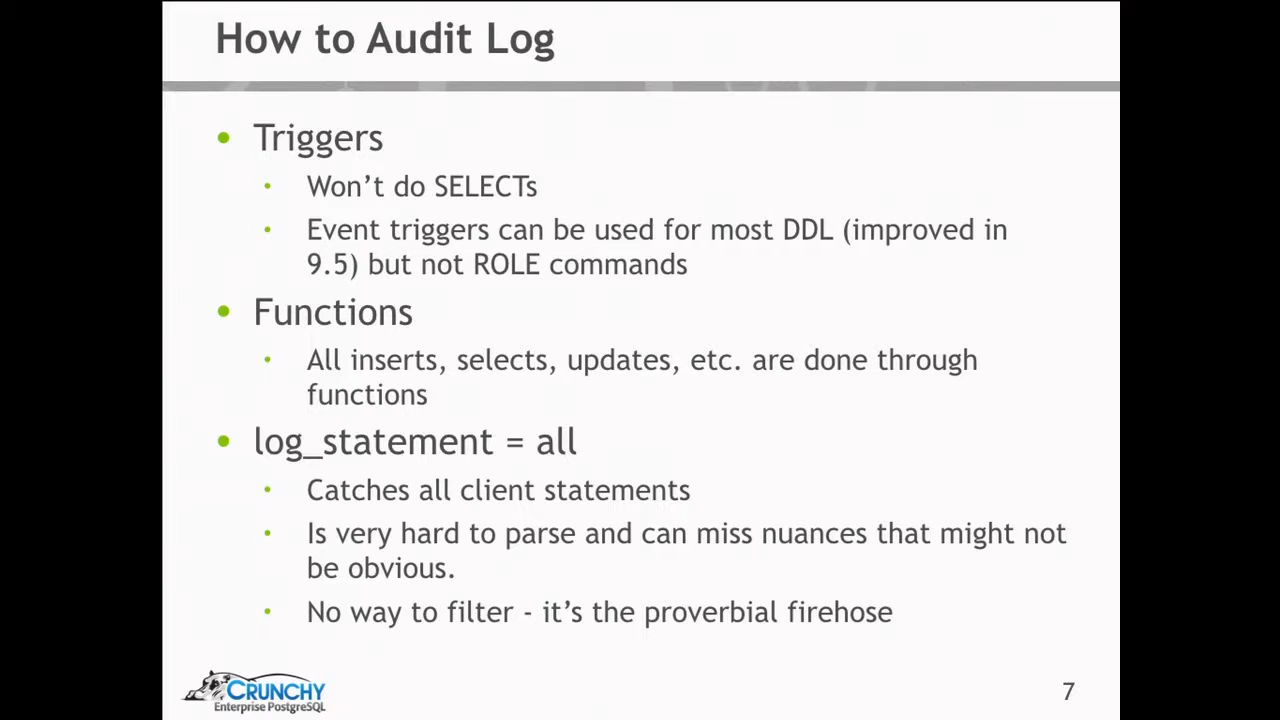 How to Audit Log
• Triggers
• Won’t do SELECTs
• Event triggers can be used for most DDL (improved in
9.5) but not ROLE commands
• Functions
• All inserts, selects, updates, etc. are done through
functions
• log_statement = all
• Catches all client statements
• Is very hard to parse and can miss nuances that might not
be obvious.
• No way to filter - it’s the proverbial firehose
CRUNCHY
Enterprise PostgreSQL
7